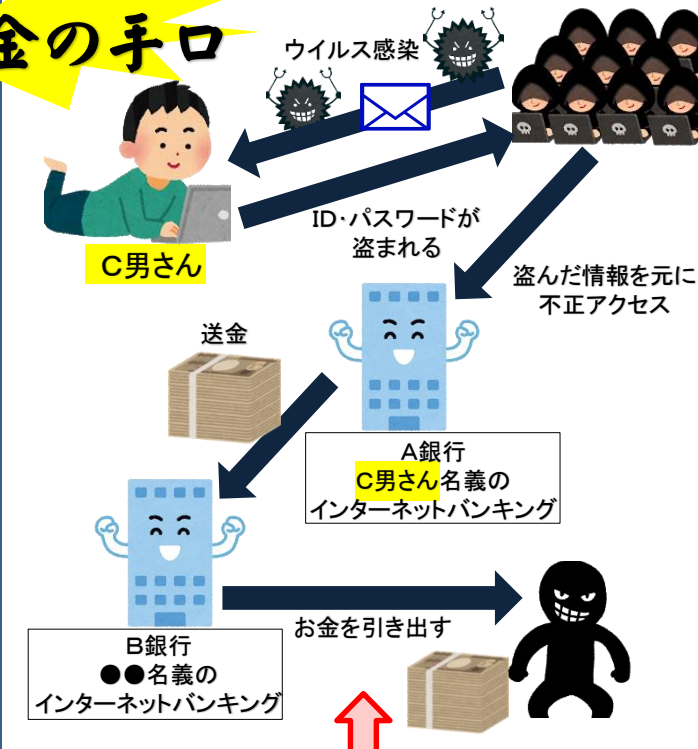 金の手口
ウイルス感染
C男さん
ID・パスワードが
盗まれる
盗んだ情報を元に
不正アクセス
送金
A銀行
C男さん名義の
インターネットバンキング
お金を引き出す
B銀行
●●名義の
インターネットバンキング